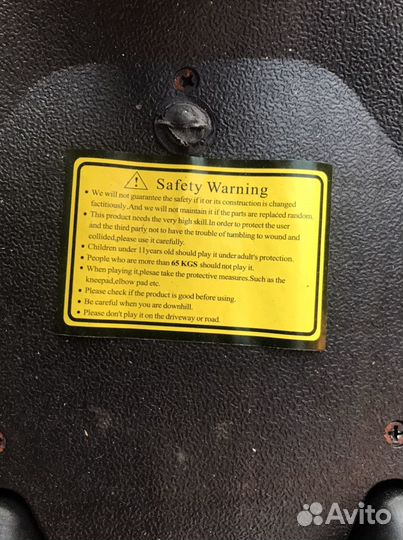 Safety Warning
• We will not guarantee the safety if it or its construction is changed
factitiously.And we will not maintain it if the parts are replaced random.
• This product needs the very high skill.In order to protect the user
and the third party not to have the trouble of tumbling to wound and
collided,please use it carefully.
• Children under 11years old should play it under adult's protection.
• People who are more than 65 KGS should not play it.
• When playing it,plesae take the protective measures.Such as the
kneepad,elbow pad etc.
• Please check if the product is good before using.
• Be careful when you are downhill.
• Please don't play it on the driveway or road.
Avito